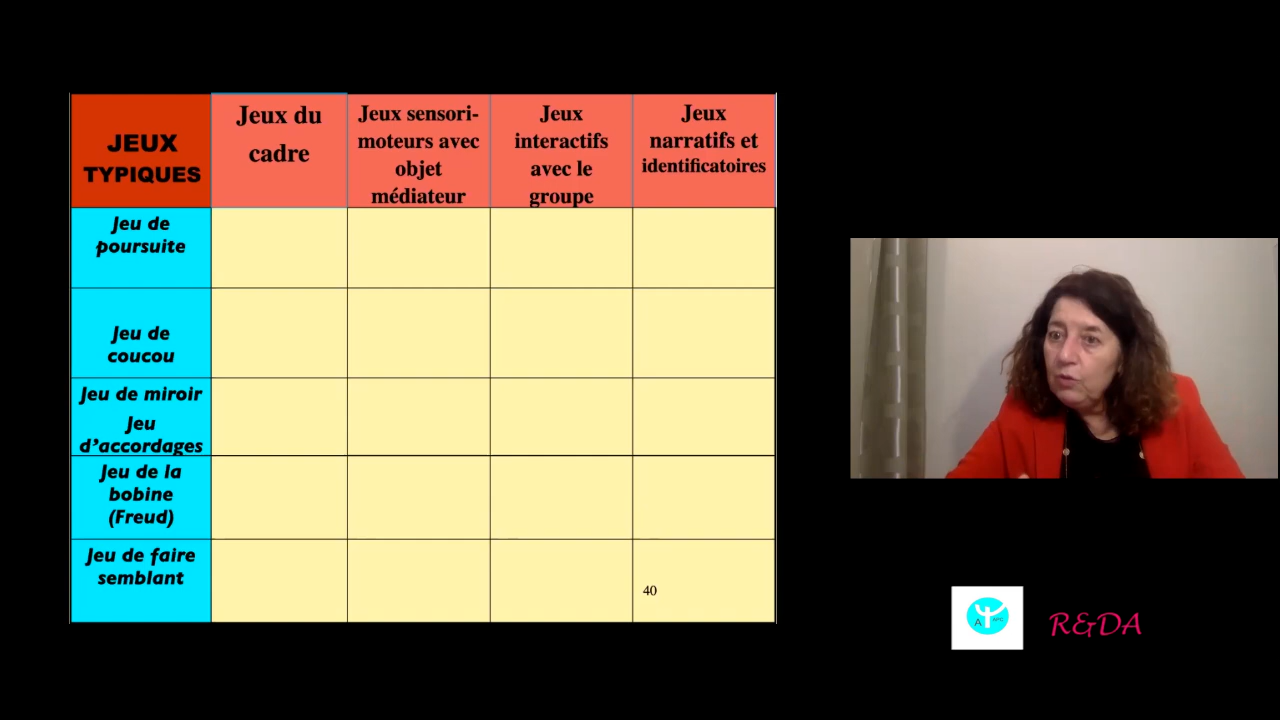 JEUX
TYPIQUES
Jeux du
cadre
Jeux sensori-
moteurs avec
objet
médiateur
Jeux
interactifs
avec le
groupe
Jeux
narratifs et
identificatoires
Jeu de
poursuite
Jeu de
coucou
Jeu de miroir
Jeu
d’accordages
Jeu de la
bobine
(Freud)
Jeu de faire
semblant
40
R&DA